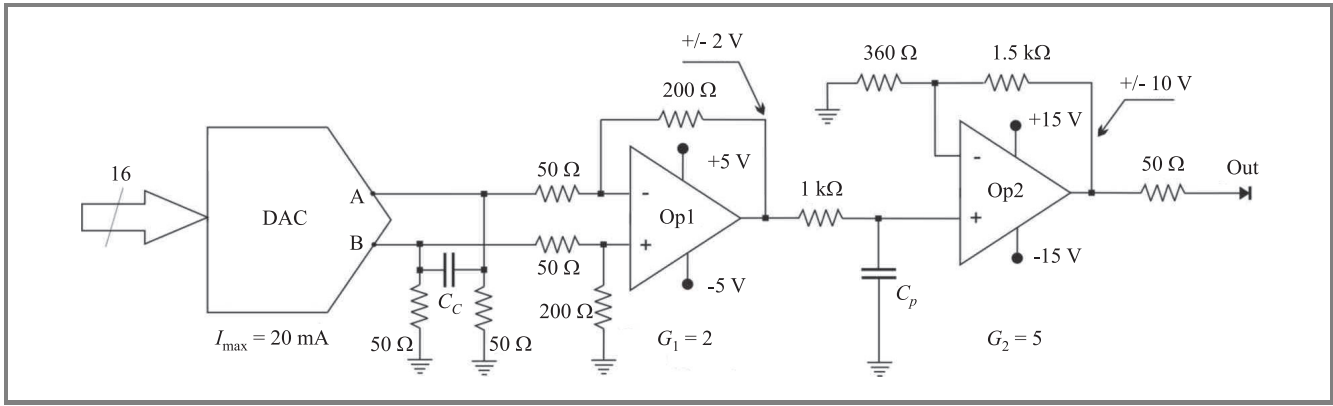 +/- 2 V
360 Ω
1.5 kΩ
200 Ω
+/- 10 V
16
A
50 Ω
-
+5 V
Op1
+
-5 V
1 kΩ
-
+15 V
Op2
+
-15 V
50 Ω
Out
DAC
B
50 Ω
C_C
50 Ω
50 Ω
200 Ω
C_p
I_max = 20 mA
G_1 = 2
G_2 = 5